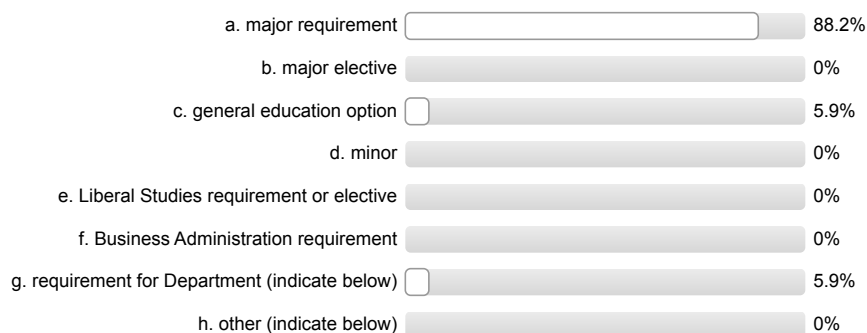 a. major requirement 88.2%
b. major elective 0%
c. general education option 5.9%
d. minor 0%
e. Liberal Studies requirement or elective 0%
f. Business Administration requirement 0%
g. requirement for Department (indicate below) 5.9%
h. other (indicate below) 0%